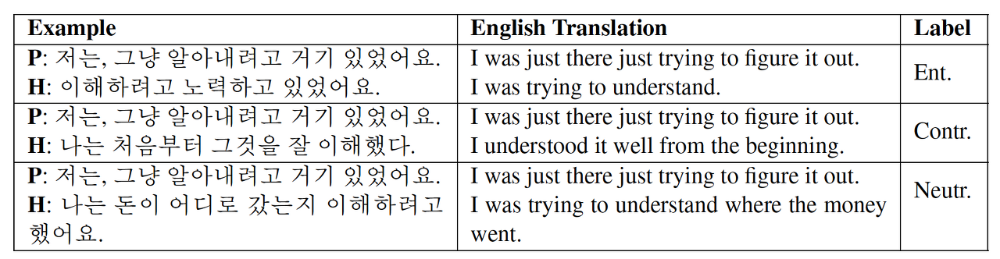 Example English Translation Label
P: 저는, 그냥 알아내려고 거기 있었어요. I was just there just trying to figure it out.
H: 이해하려고 노력하고 있었어요. I was trying to understand.
Ent.
P: 저는, 그냥 알아내려고 거기 있었어요. I was just there just trying to figure it out.
H: 나는 처음부터 그것을 잘 이해했다. I understood it well from the beginning.
Contr.
P: 저는, 그냥 알아내려고 거기 있었어요. I was just there just trying to figure it out.
H: 나는 돈이 어디로 갔는지 이해하려고 I was trying to understand where the money
했어요. went.
Neutr.